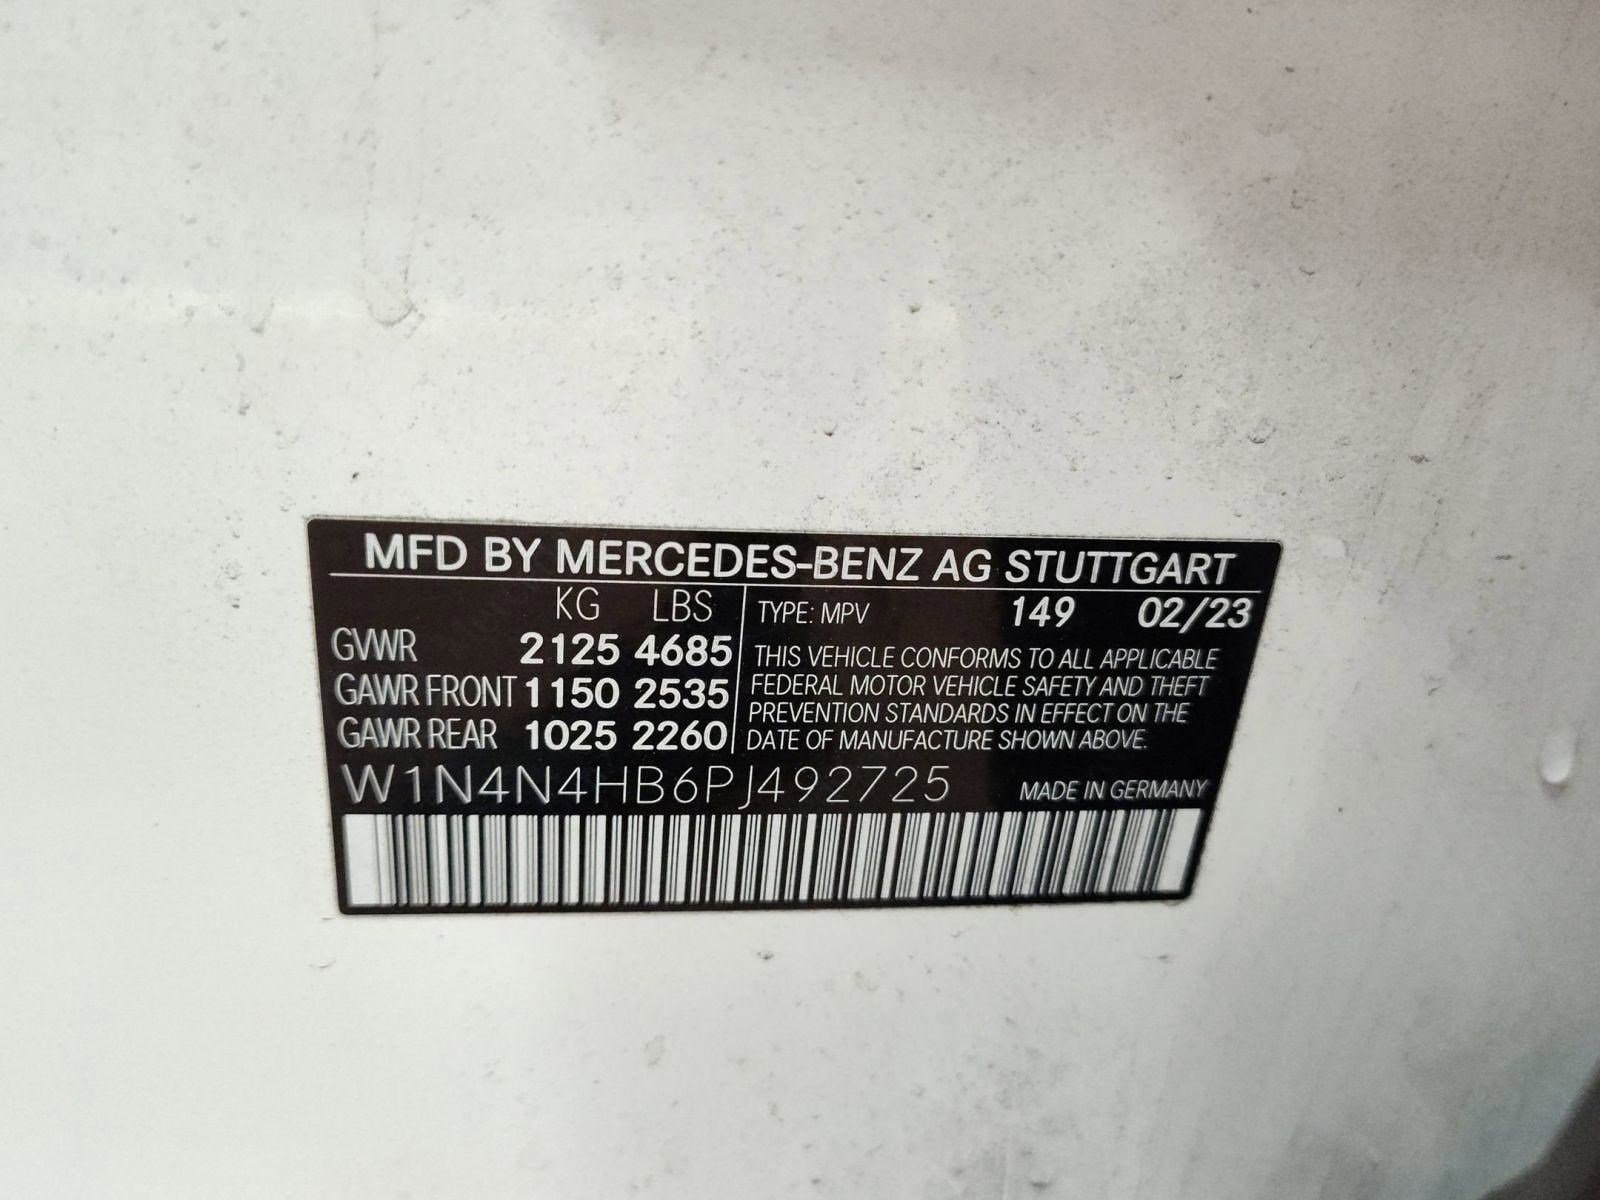 MFD BY MERCEDES-BENZ AG STUTTGART
KG LBS
GVWR 2125 4685
GAWR FRONT 1150 2535
GAWR REAR 1025 2260
TYPE: MPV 149 02/23
THIS VEHICLE CONFORMS TO ALL APPLICABLE
FEDERAL MOTOR VEHICLE SAFETY AND THEFT
PREVENTION STANDARDS IN EFFECT ON THE
DATE OF MANUFACTURE SHOWN ABOVE.
W1N4N4HB6PJ492725
MADE IN GERMANY